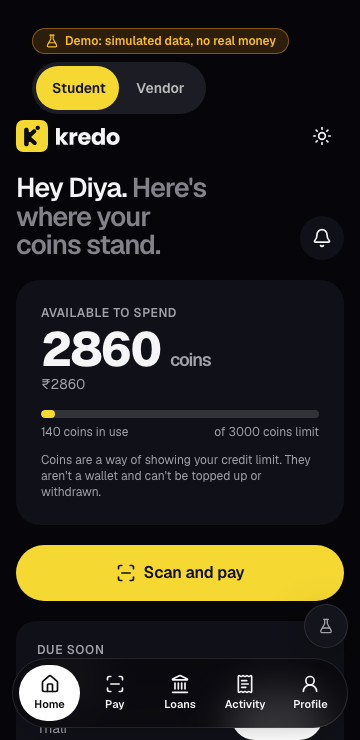 Demo: simulated data, no real money
Student Vendor
kredo
Hey Diya. Here's
where your
coins stand.
AVAILABLE TO SPEND
2860 coins
₹2860
140 coins in use of 3000 coins limit
Coins are a way of showing your credit limit. They
aren't a wallet and can't be topped up or
withdrawn.
Scan and pay
DUE SOON
Thali
Home Pay Loans Activity Profile